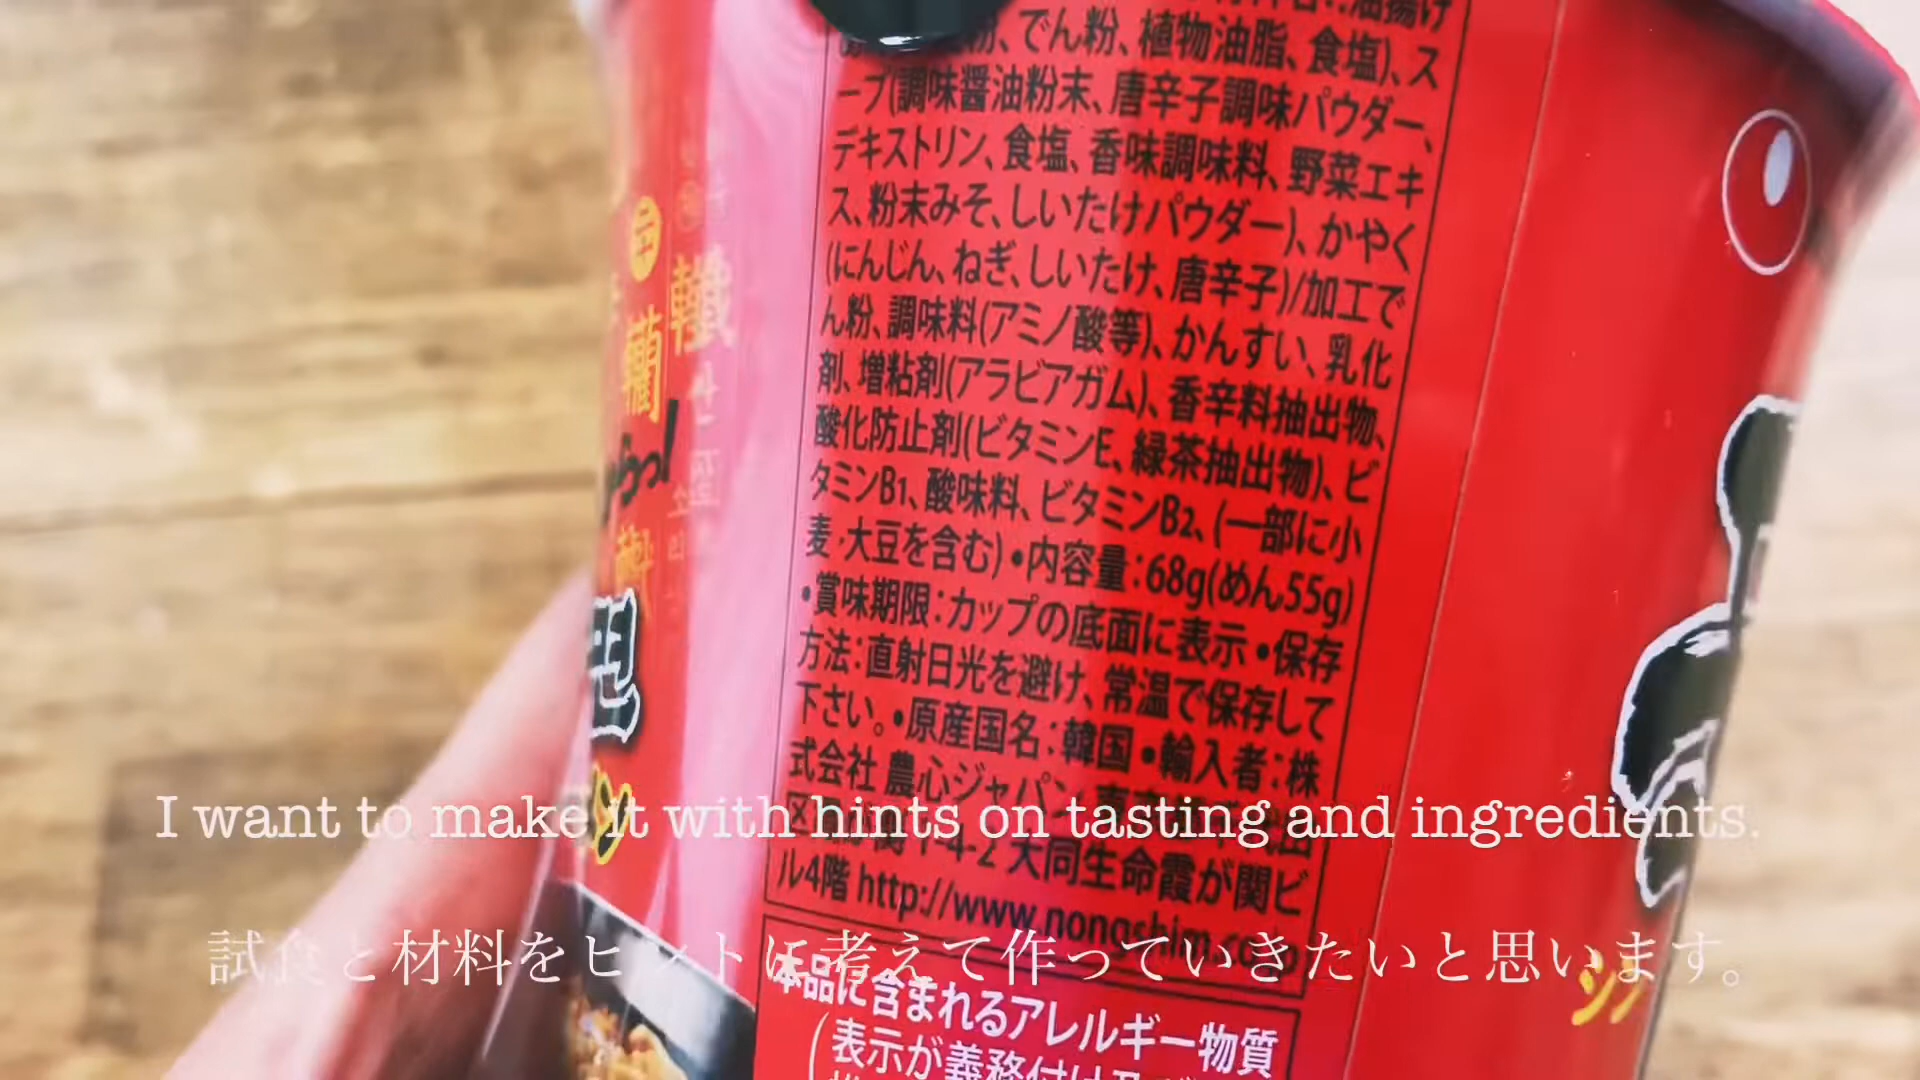 、でん粉、植物油脂、食塩)、ス
ープ(調味醤油粉末、唐辛子調味パウダー、
デキストリン、食塩、香味調味料、野菜エキ
ス、粉末みそ、しいたけパウダー)、かやく
(にんじん、ねぎ、しいたけ、唐辛子)/加工で
ん粉、調味料(アミノ酸等)、かんすい、乳化
剤、増粘剤(アラビアガム)、香辛料抽出物、
酸化防止剤(ビタミンE、緑茶抽出物)、ビ
タミンB1、酸味料、ビタミンB2、(一部に小
麦・大豆を含む)•内容量:68g(めん55g)
•賞味期限:カップの底面に表示•保存
方法:直射日光を避け、常温で保存して
下さい。•原産国名:韓国•輸入者:株
式会社 農心ジャパン
大同生命霞が関ビ
ル4階 http://www.nongshim.co.jp
本品に含まれるアレルギー物質
(表示が義務付け及び
I want to make it with hints on tasting and ingredients.
試食と材料をヒントに考えて作っていきたいと思います。